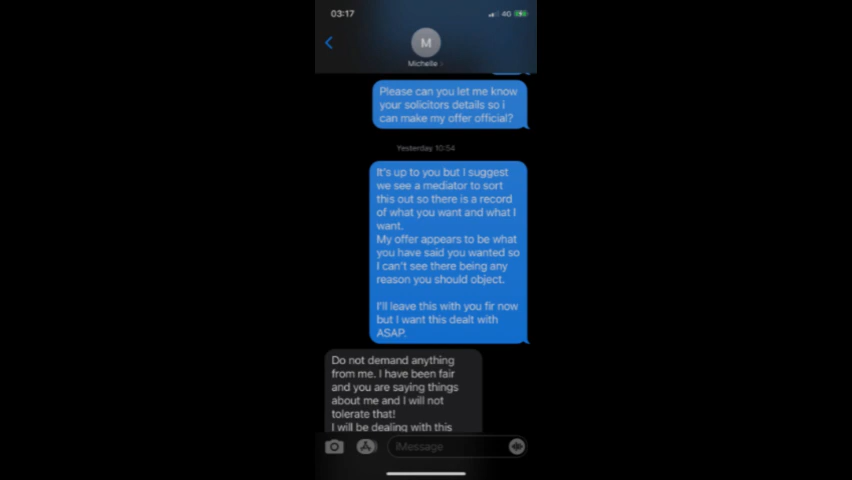 03:17
4G
M
Michelle
Please can you let me know
your solicitors details so i
can make my offer official?
Yesterday 10:54
It's up to you but I suggest
we see a mediator to sort
this out so there is a record
of what you want and what I
want.
My offer appears to be what
you have said you wanted so
I can't see there being any
reason you should object.
I'll leave this with you fir now
but I want this dealt with
ASAP.
Do not demand anything
from me. I have been fair
and you are saying things
about me and I will not
tolerate that!
I will be dealing with this
iMessage